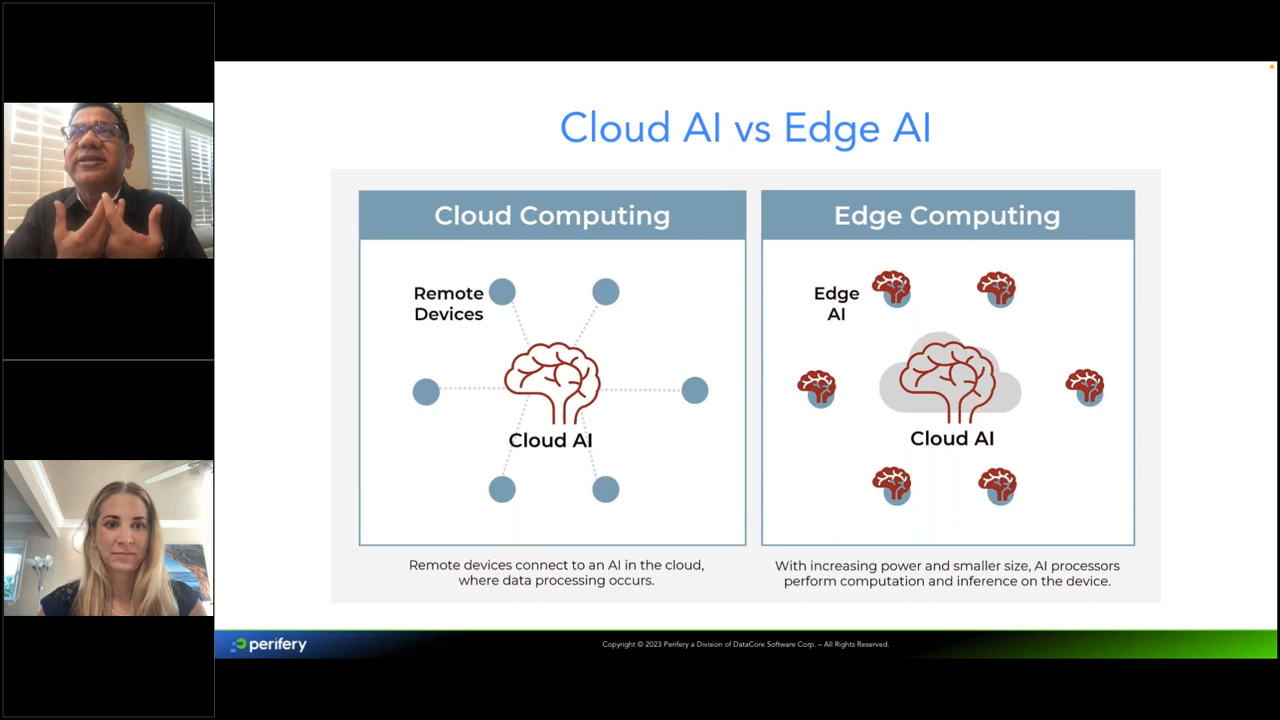 Cloud AI vs Edge AI
Cloud Computing
Remote
Devices
Cloud AI
Remote devices connect to an AI in the cloud,
where data processing occurs.
Edge Computing
Edge
AI
Cloud AI
With increasing power and smaller size, AI processors
perform computation and inference on the device.
perifery
Copyright © 2023 Perifery a Division of DataCore Software Corp. – All Rights Reserved.